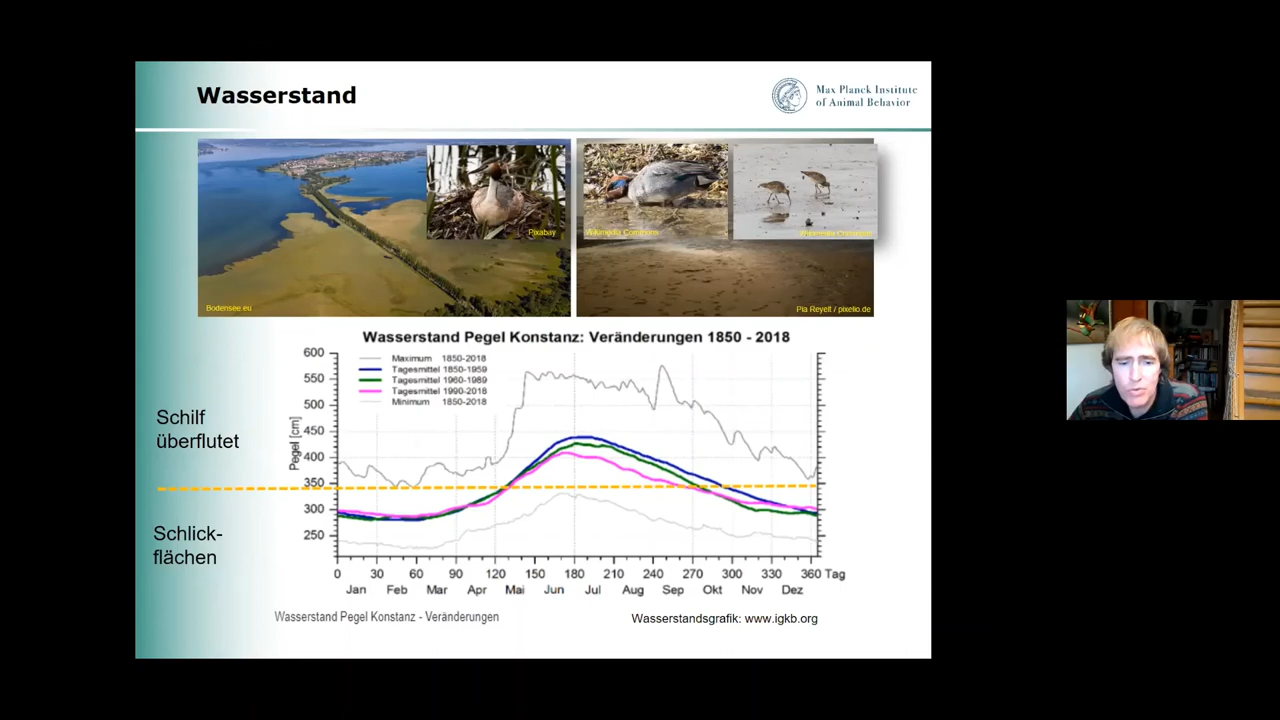 Wasserstand
Max Planck Institute
of Animal Behavior
Pixabay
Wikimedia Commons
Wikimedia Commons
Bodensee.eu
Pia Reyelt / pixelio.de
Wasserstand Pegel Konstanz: Veränderungen 1850 - 2018
Maximum 1850-2018
Tagesmittel 1850-1959
Tagesmittel 1960-1989
Tagesmittel 1990-2018
Minimum 1850-2018
Pegel [cm]
600
550
500
450
400
350
300
250
Schilf
überflutet
Schlick-
flächen
0 30 60 90 120 150 180 210 240 270 300 330 360 Tag
Jan Feb Mar Apr Mai Jun Jul Aug Sep Okt Nov Dez
Wasserstand Pegel Konstanz - Veränderungen
Wasserstandsgrafik: www.igkb.org